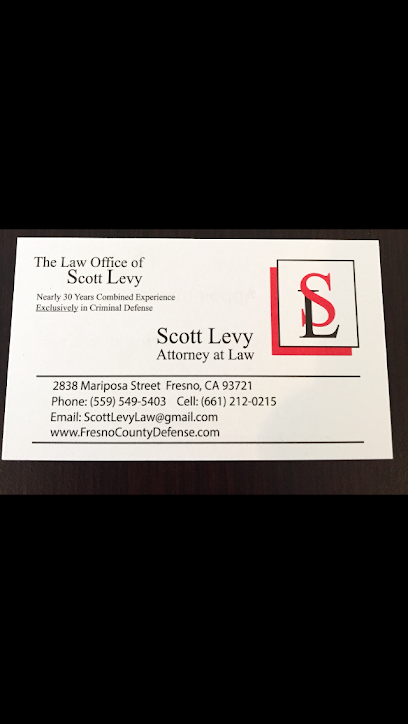 The Law Office of
Scott Levy
Nearly 30 Years Combined Experience
Exclusively in Criminal Defense
SL
Scott Levy
Attorney at Law
2838 Mariposa Street Fresno, CA 93721
Phone: (559) 549-5403 Cell: (661) 212-0215
Email: ScottLevyLaw@gmail.com
www.FresnoCountyDefense.com